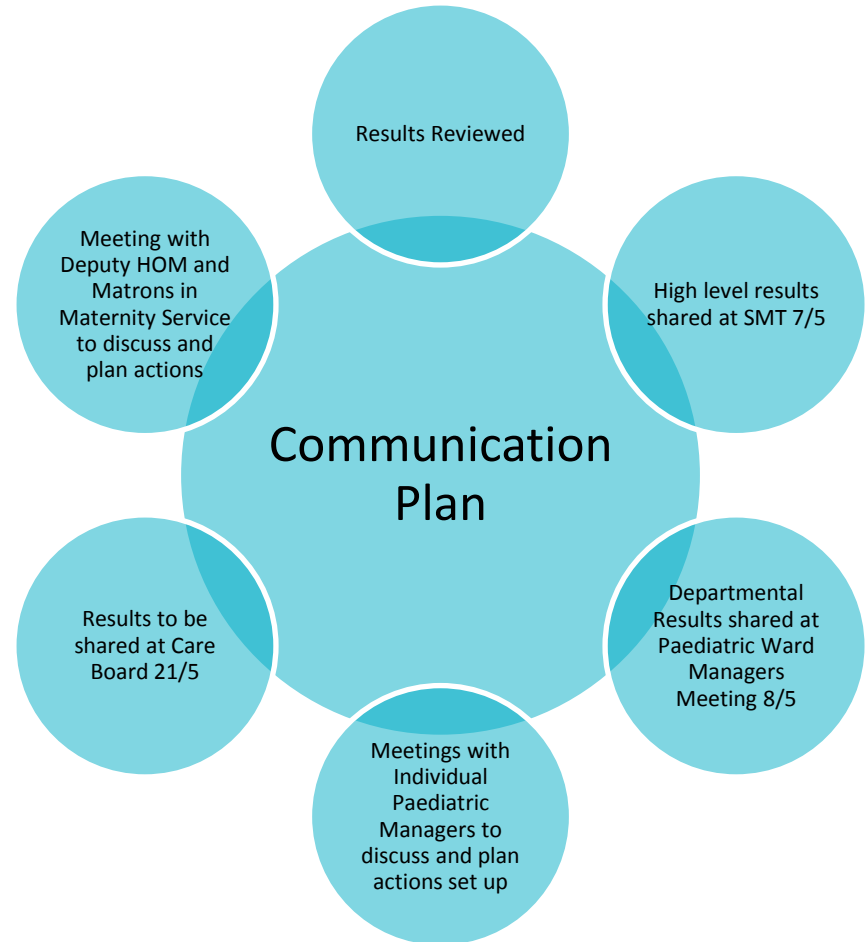 Results Reviewed
High level results
shared at SMT 7/5
Departmental
Results shared at
Paediatric Ward
Managers
Meeting 8/5
Meetings with
Individual
Paediatric
Managers to
discuss and plan
actions set up
Results to be
shared at Care
Board 21/5
Meeting with
Deputy HOM and
Matrons in
Maternity Service
to discuss and
plan actions
Communication
Plan